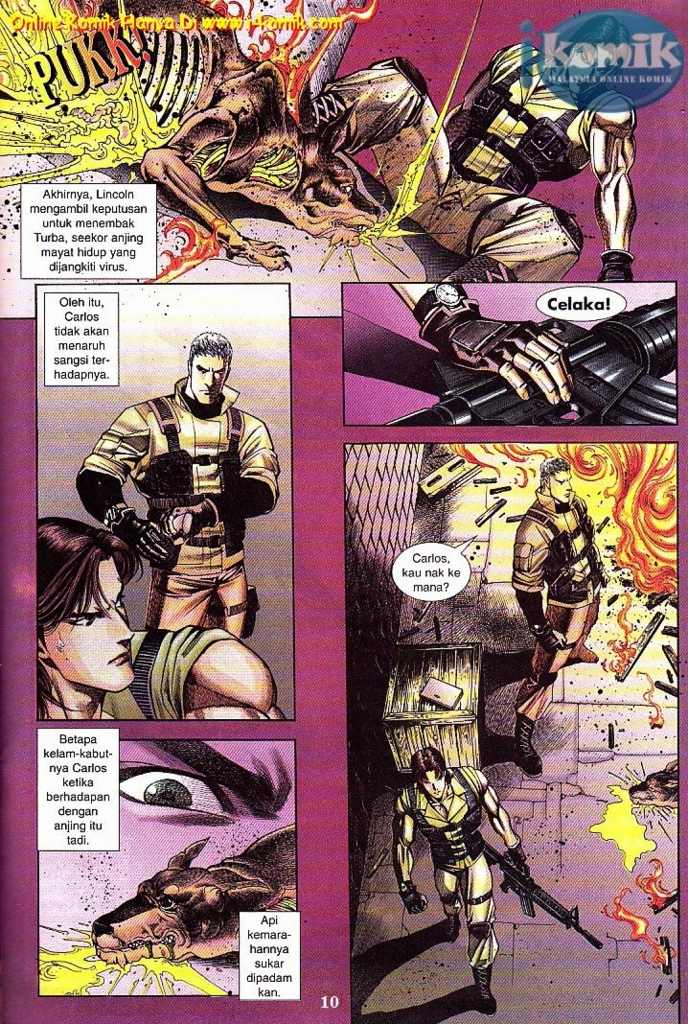 Online Komik Hanya Di www.i-komik.com
ikomik
MALAYSIA ONLINE KOMIK
PUKK!
Akhirnya, Lincoln
mengambil keputusan
untuk menembak
Turba, seekor anjing
mayat hidup yang
dijangkiti virus.
Oleh itu,
Carlos
tidak akan
menaruh
sangsi ter-
hadapnya.
Celaka!
Carlos,
kau nak ke
mana?
Betapa
kelam-kabut-
nya Carlos
ketika
berhadapan
dengan
anjing itu
tadi.
Api
kemara-
hannya
sukar
dipadam
kan.
10